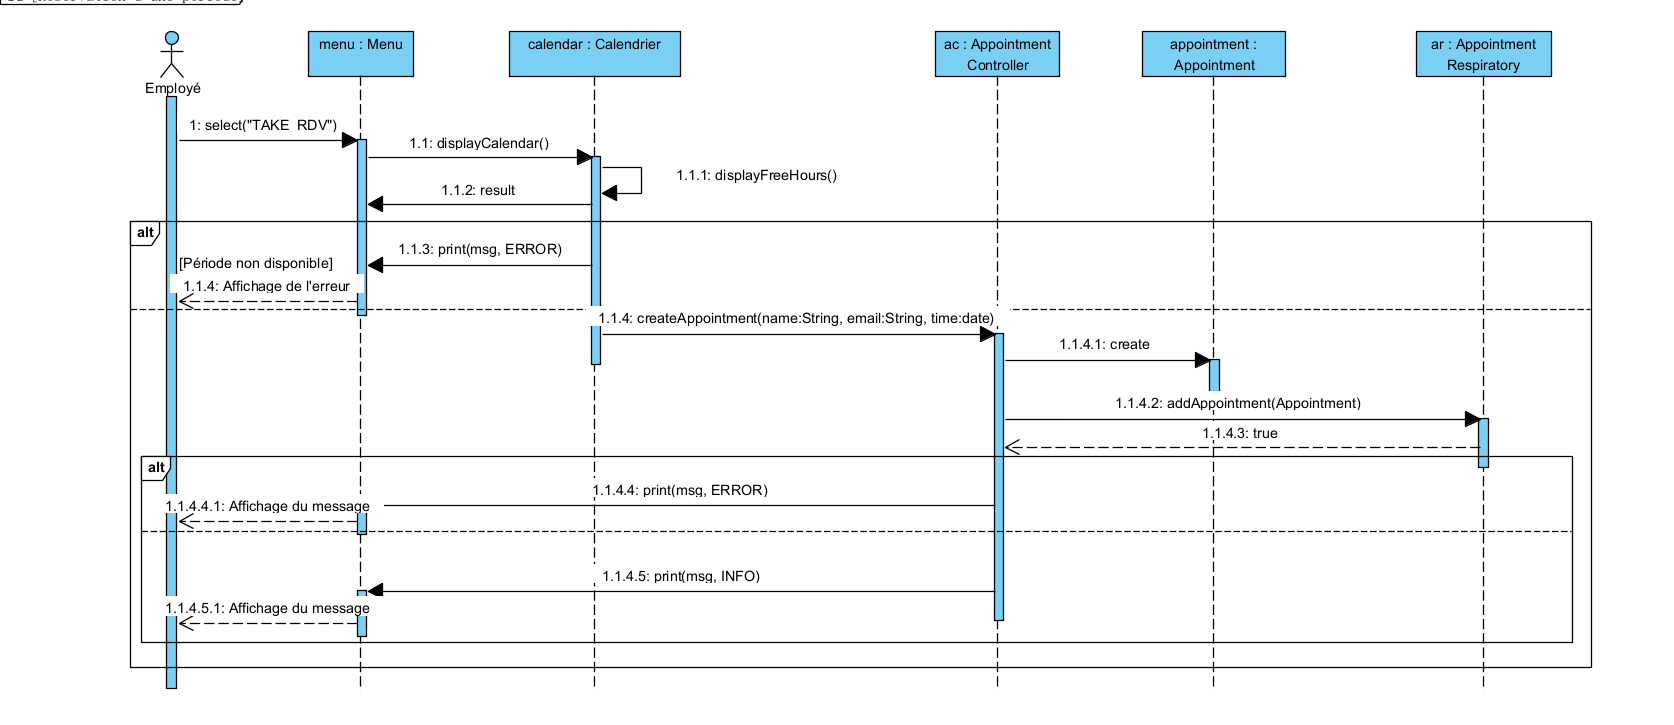 Employé
menu : Menu
calendar : Calendrier
ac : Appointment
Controller
appointment :
Appointment
ar : Appointment
Respiratory
1: select("TAKE RDV")
1.1: displayCalendar()
1.1.1: displayFreeHours()
1.1.2: result
alt
1.1.3: print(msg, ERROR)
[Période non disponible]
1.1.4: Affichage de l'erreur
1.1.4: createAppointment(name:String, email:String, time:date)
1.1.4.1: create
1.1.4.2: addAppointment(Appointment)
1.1.4.3: true
alt
1.1.4.4: print(msg, ERROR)
1.1.4.4.1: Affichage du message
1.1.4.5: print(msg, INFO)
1.1.4.5.1: Affichage du message